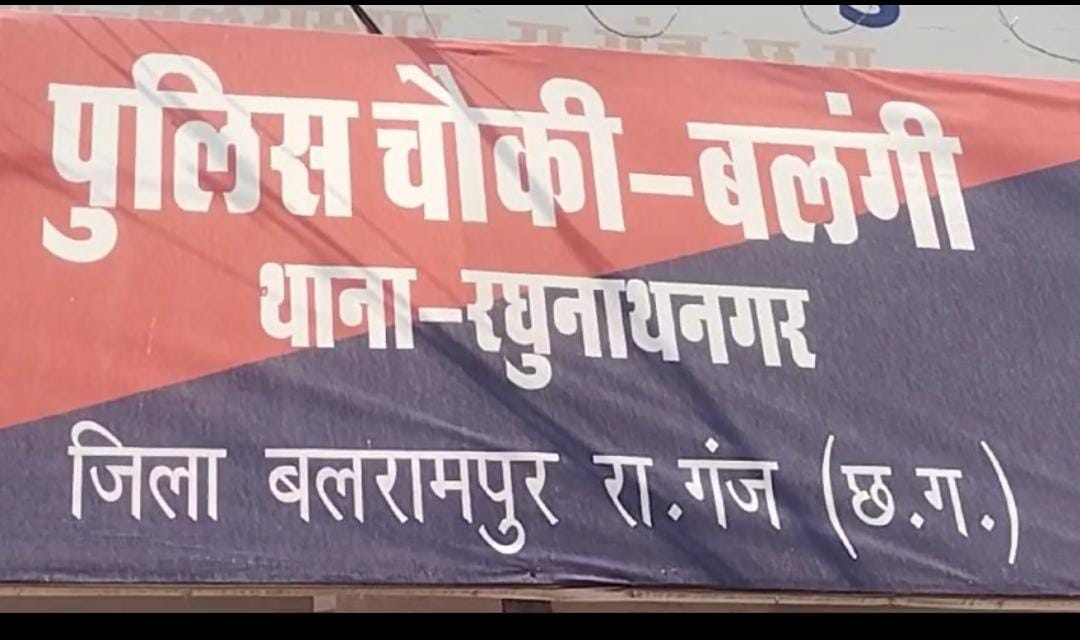 पुलिस चौकी-बलंगी
थाना-रघुनाथनगर
जिला बलरामपुर रा.गंज (छ.ग.)